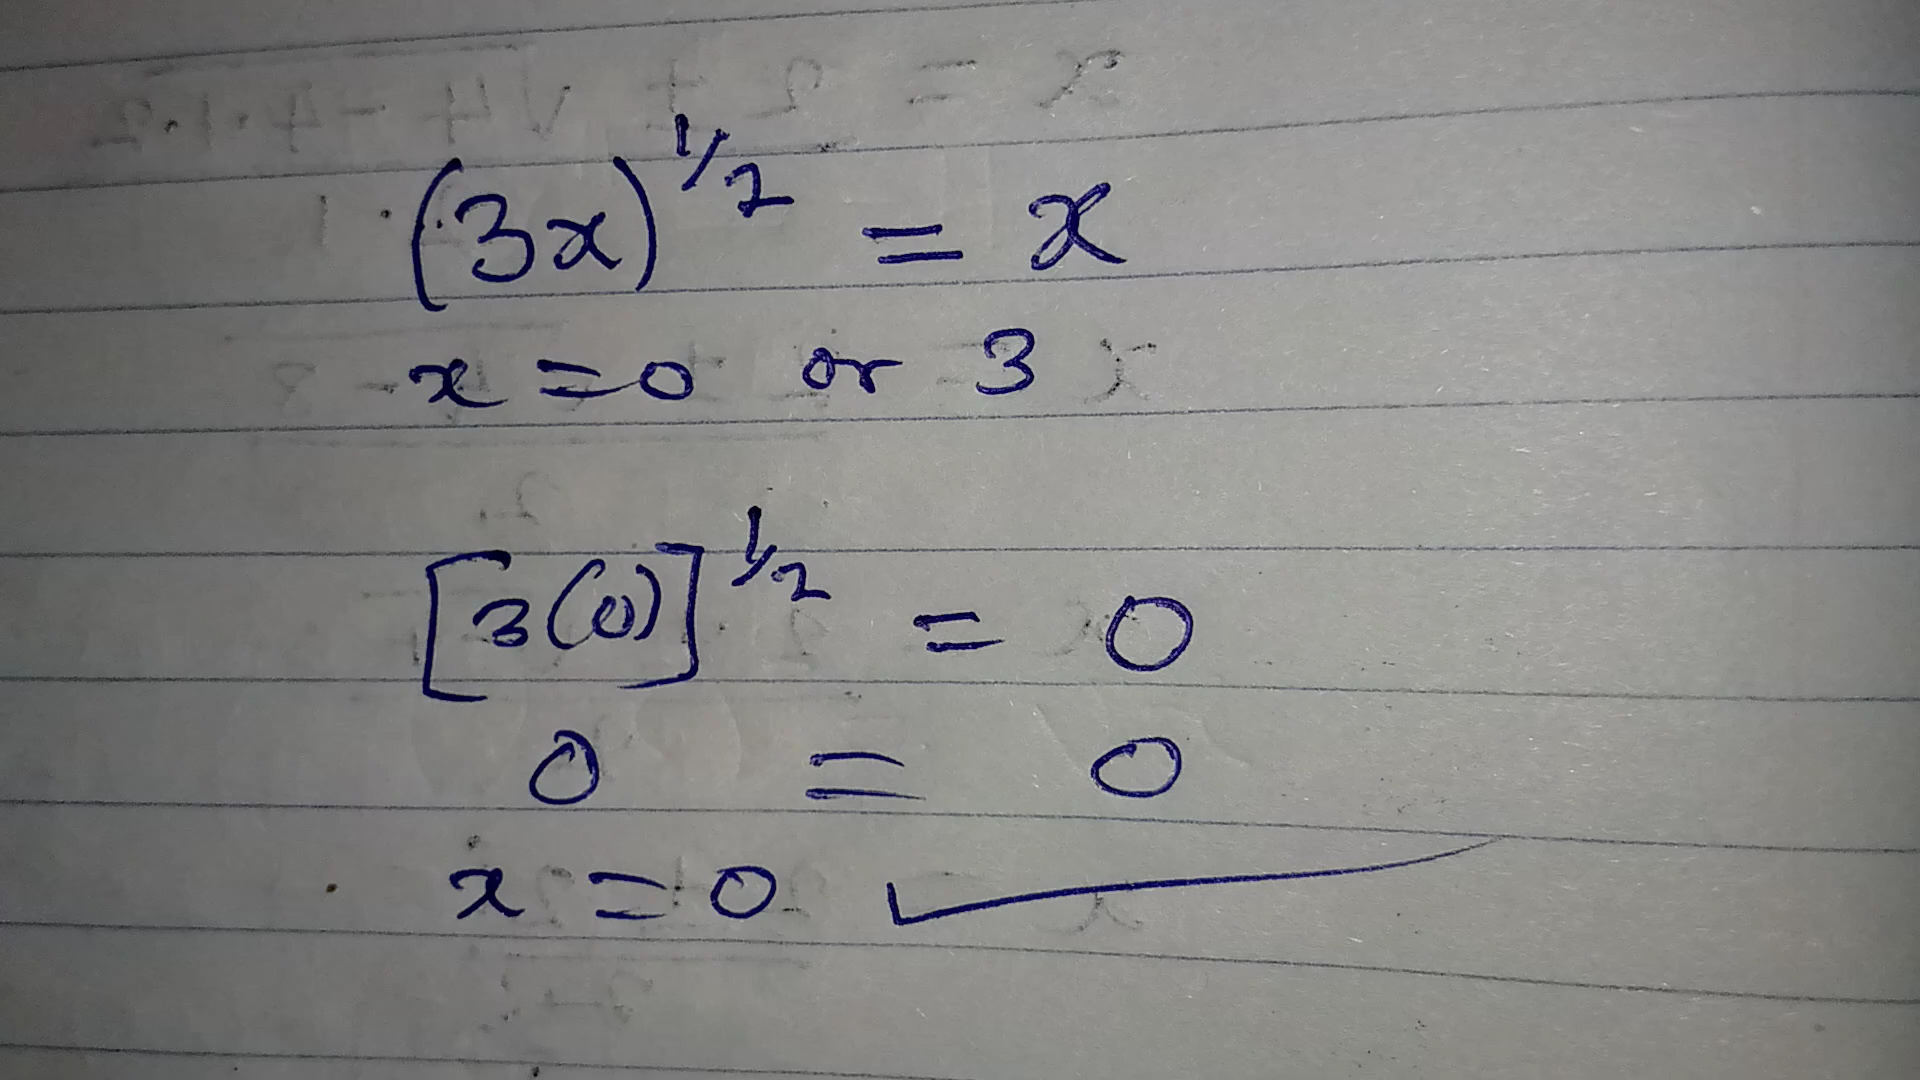 (3x)^1/2 = x
x = 0 or 3
[3(0)]^1/2 = 0
0 = 0
x = 0 ✓